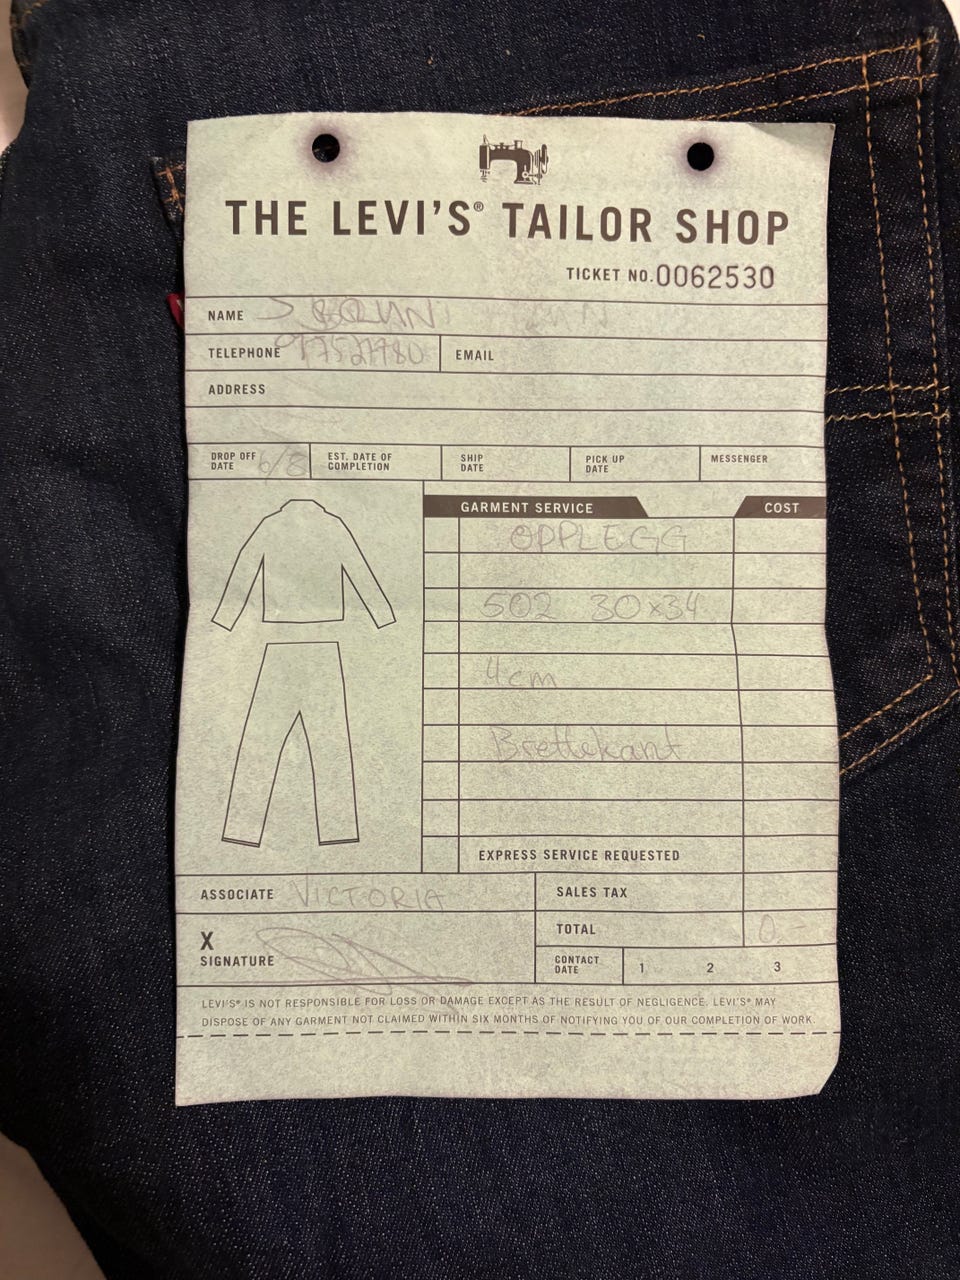 THE LEVI'S® TAILOR SHOP
TICKET NO.0062530
NAME
TELEPHONE EMAIL
ADDRESS
DROP OFF DATE 6/8 EST. DATE OF COMPLETION SHIP DATE PICK UP DATE MESSENGER
GARMENT SERVICE COST
OPPLEGG
502 30x34
4cm
Brettekant
EXPRESS SERVICE REQUESTED
ASSOCIATE VICTORIA SALES TAX
TOTAL 0,-
X
SIGNATURE
CONTACT DATE 1 2 3
LEVI'S® IS NOT RESPONSIBLE FOR LOSS OR DAMAGE EXCEPT AS THE RESULT OF NEGLIGENCE. LEVI'S® MAY
DISPOSE OF ANY GARMENT NOT CLAIMED WITHIN SIX MONTHS OF NOTIFYING YOU OF OUR COMPLETION OF WORK.